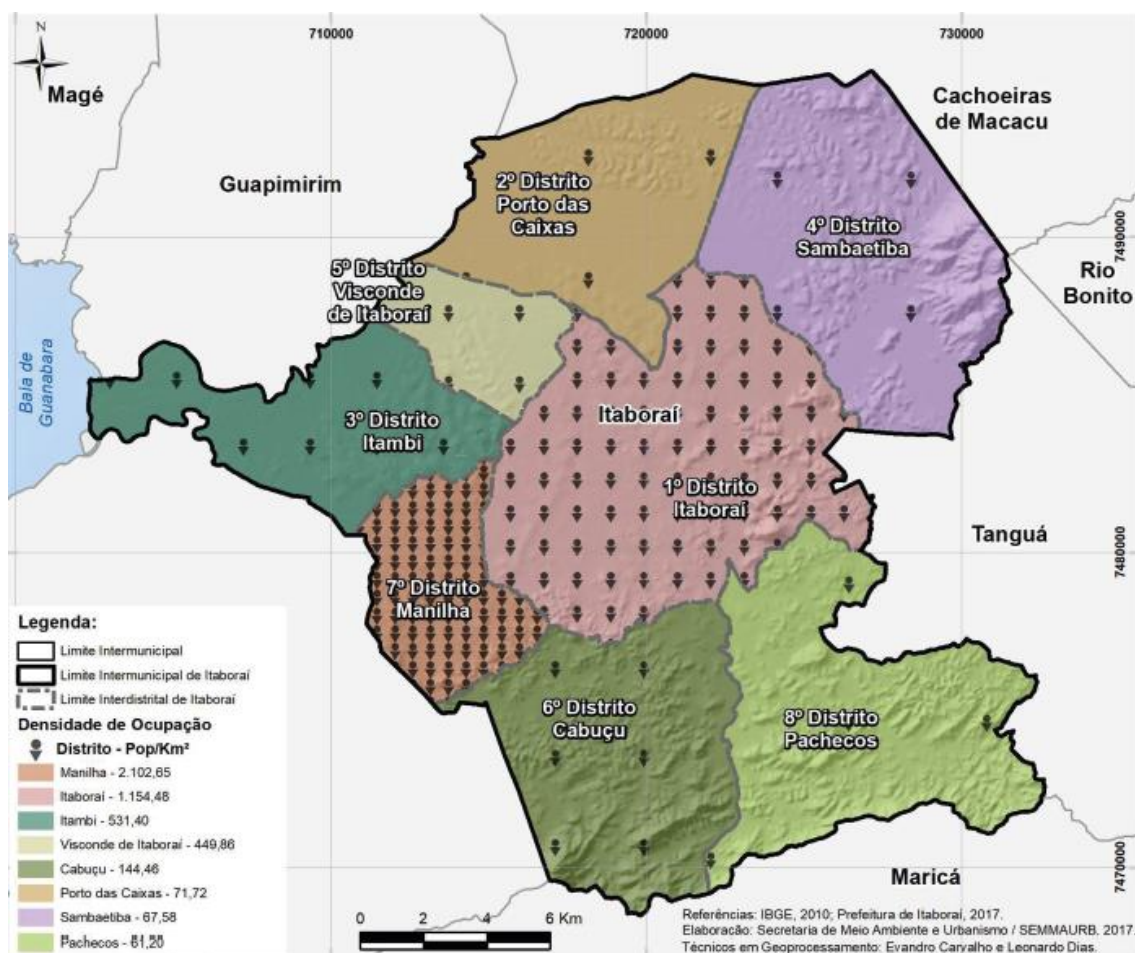 710000
720000
730000
N
Magé
Cachoeiras
de Macacu
Guapimirim
2º Distrito
Porto das
Caixas
4º Distrito
Sambaetiba
7490000
5º Distrito
Visconde
de Itaboraí
Rio
Bonito
Baia de
Guanabara
3º Distrito
Itambi
Itaboraí
1º Distrito
Itaboraí
Tanguá
7480000
7º Distrito
Manilha
6º Distrito
Cabuçu
8º Distrito
Pachecos
Maricá
7470000
Legenda:
Limite Intermunicipal
Limite Intermunicipal de Itaboraí
Limite Interdistrital de Itaboraí
Densidade de Ocupação
Distrito - Pop/Km²
Manilha - 2.102,65
Itaboraí - 1.154,48
Itambi - 531,40
Visconde de Itaboraí - 449,86
Cabuçu - 144,46
Porto das Caixas - 71,72
Sambaetiba - 67,58
Pachecos - 61,20
0 2 4 6 Km
Referências: IBGE, 2010; Prefeitura de Itaboraí, 2017.
Elaboração: Secretaria de Meio Ambiente e Urbanismo / SEMMAURB, 2017.
Técnicos em Geoprocessamento: Evandro Carvalho e Leonardo Dias.